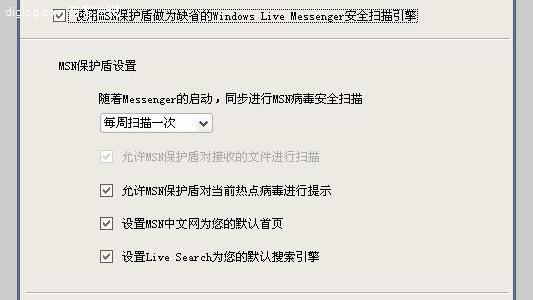 使用MSN保护盾做为缺省的Windows Live Messenger安全扫描引擎
MSN保护盾设置
随着Messenger的启动，同步进行MSN病毒安全扫描
每周扫描一次
允许MSN保护盾对接收的文件进行扫描
允许MSN保护盾对当前热点病毒进行提示
设置MSN中文网为您的默认首页
设置Live Search为您的默认搜索引擎